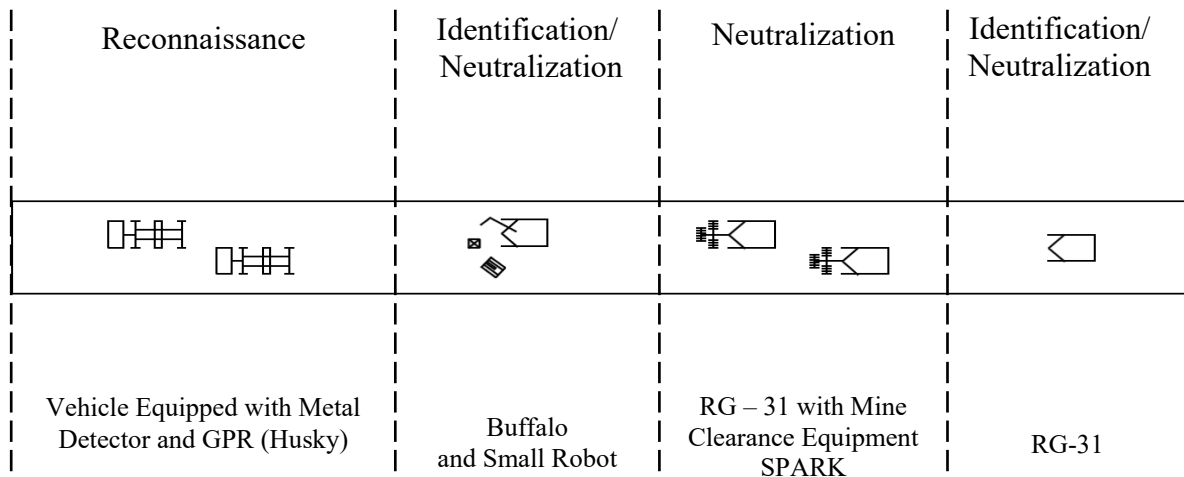 Reconnaissance
Identification/
Neutralization
Neutralization
Identification/
Neutralization
Vehicle Equipped with Metal
Detector and GPR (Husky)
Buffalo
and Small Robot
RG – 31 with Mine
Clearance Equipment
SPARK
RG-31